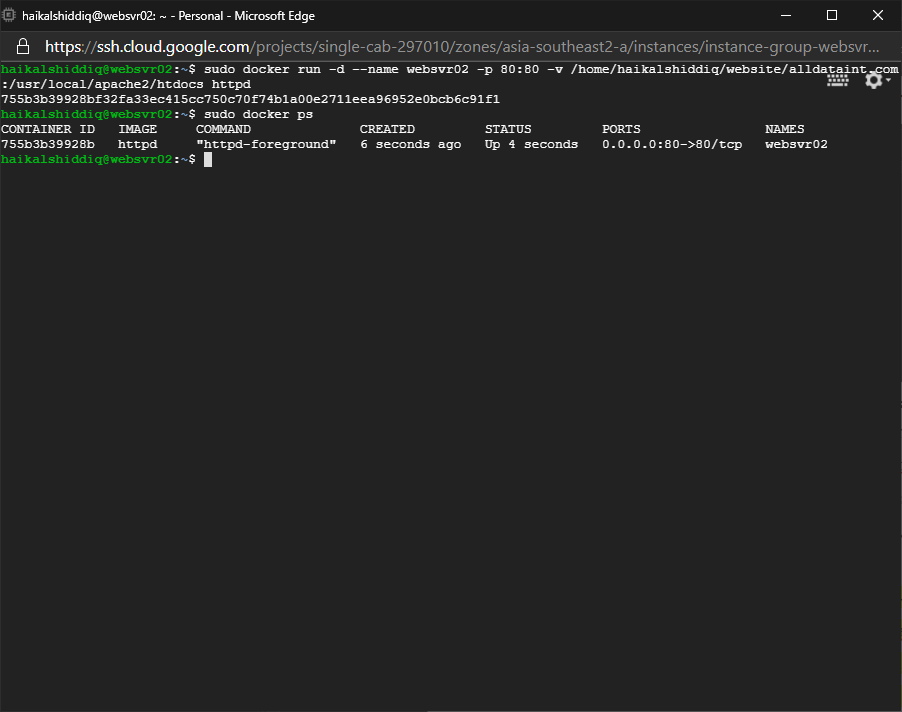 haikalshiddiq@websvr02: ~ - Personal - Microsoft Edge
https://ssh.cloud.google.com/projects/single-cab-297010/zones/asia-southeast2-a/instances/instance-group-websvr...
haikalshiddiq@websvr02:~$ sudo docker run -d --name websvr02 -p 80:80 -v /home/haikalshiddiq/website/alldataint.com
:/usr/local/apache2/htdocs httpd
755b3b39928bf32fa33ec415cc750c70f74b1a00e2711eea96952e0bcb6c91f1
haikalshiddiq@websvr02:~$ sudo docker ps
CONTAINER ID   IMAGE     COMMAND              CREATED         STATUS         PORTS                NAMES
755b3b39928b   httpd     "httpd-foreground"   6 seconds ago   Up 4 seconds   0.0.0.0:80->80/tcp   websvr02
haikalshiddiq@websvr02:~$